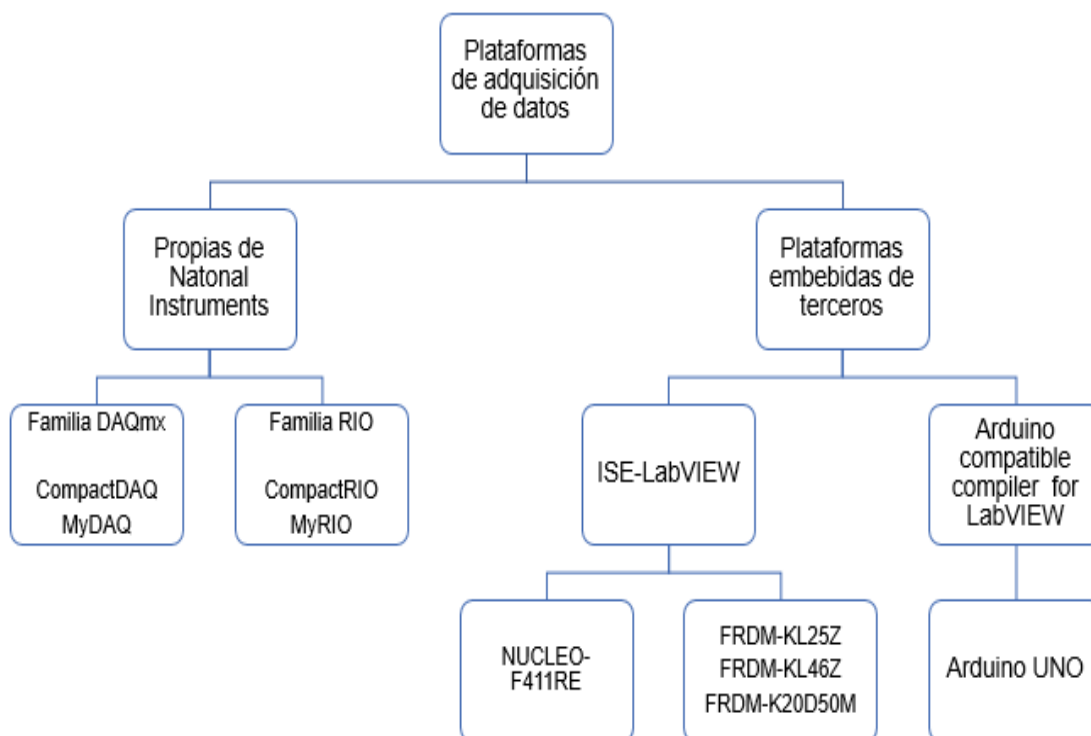 Plataformas
de adquisición
de datos
Propias de
Natonal
Instruments
Plataformas
embebidas de
terceros
Familia DAQmx
CompactDAQ
MyDAQ
Familia RIO
CompactRIO
MyRIO
ISE-LabVIEW
Arduino
compatible
compiler for
LabVIEW
NUCLEO-
F411RE
FRDM-KL25Z
FRDM-KL46Z
FRDM-K20D50M
Arduino UNO